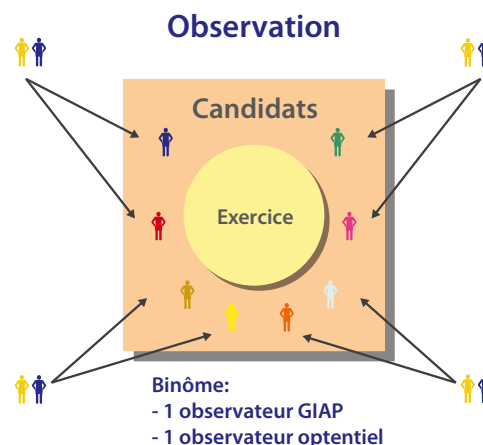 Observation
Candidats
Exercice
Binôme:
- 1 observateur GIAP
- 1 observateur optentiel